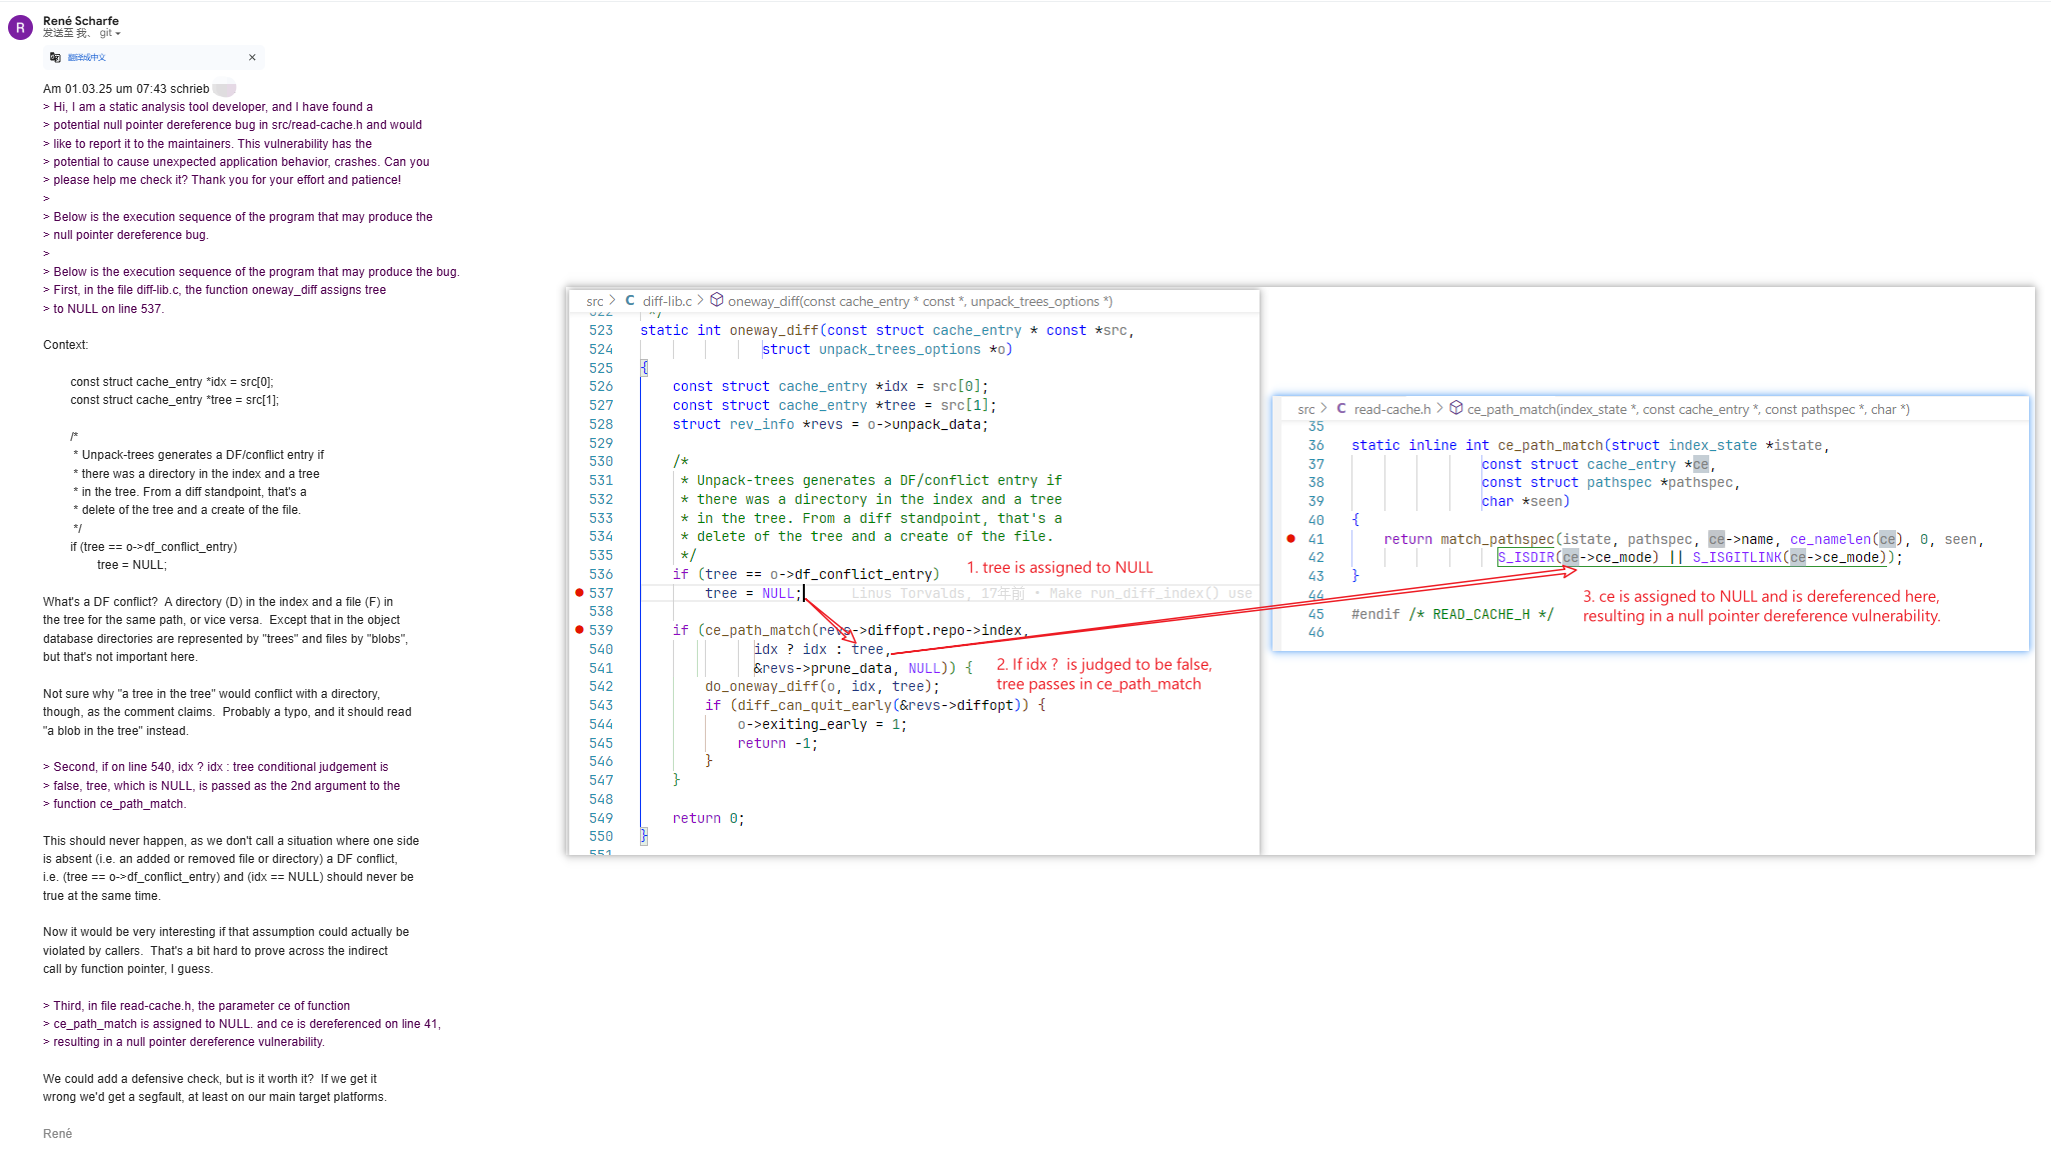 R
René Scharfe
发送至 我、 git
翻译成中文
Am 01.03.25 um 07:43 schrieb
> Hi, I am a static analysis tool developer, and I have found a
> potential null pointer dereference bug in src/read-cache.h and would
> like to report it to the maintainers. This vulnerability has the
> potential to cause unexpected application behavior, crashes. Can you
> please help me check it? Thank you for your effort and patience!
>
> Below is the execution sequence of the program that may produce the
> null pointer dereference bug.
>
> Below is the execution sequence of the program that may produce the bug.
> First, in the file diff-lib.c, the function oneway_diff assigns tree
> to NULL on line 537.
Context:
const struct cache_entry *idx = src[0];
const struct cache_entry *tree = src[1];
/*
* Unpack-trees generates a DF/conflict entry if
* there was a directory in the index and a tree
* in the tree. From a diff standpoint, that's a
* delete of the tree and a create of the file.
*/
if (tree == o->df_conflict_entry)
tree = NULL;
What's a DF conflict?  A directory (D) in the index and a file (F) in
the tree for the same path, or vice versa.  Except that in the object
database directories are represented by "trees" and files by "blobs",
but that's not important here.
Not sure why "a tree in the tree" would conflict with a directory,
though, as the comment claims.  Probably a typo, and it should read
"a blob in the tree" instead.
> Second, if on line 540, idx ? idx : tree conditional judgement is
> false, tree, which is NULL, is passed as the 2nd argument to the
> function ce_path_match.
This should never happen, as we don't call a situation where one side
is absent (i.e. an added or removed file or directory) a DF conflict,
i.e. (tree == o->df_conflict_entry) and (idx == NULL) should never be
true at the same time.
Now it would be very interesting if that assumption could actually be
violated by callers.  That's a bit hard to prove across the indirect
call by function pointer, I guess.
> Third, in file read-cache.h, the parameter ce of function
> ce_path_match is assigned to NULL. and ce is dereferenced on line 41,
> resulting in a null pointer dereference vulnerability.
We could add a defensive check, but is it worth it?  If we get it
wrong we'd get a segfault, at least on our main target platforms.
René
src > C diff-lib.c > oneway_diff(const cache_entry * const *, unpack_trees_options *)
522 */
523 static int oneway_diff(const struct cache_entry * const *src,
524 struct unpack_trees_options *o)
525 {
526 const struct cache_entry *idx = src[0];
527 const struct cache_entry *tree = src[1];
528 struct rev_info *revs = o->unpack_data;
529
530 /*
531 * Unpack-trees generates a DF/conflict entry if
532 * there was a directory in the index and a tree
533 * in the tree. From a diff standpoint, that's a
534 * delete of the tree and a create of the file.
535 */
536 if (tree == o->df_conflict_entry)
1. tree is assigned to NULL
537 tree = NULL; Linus Torvalds, 17年前 • Make run_diff_index() use
538
539 if (ce_path_match(revs->diffopt.repo->index,
540 idx ? idx : tree,
541 &revs->prune_data, NULL)) {
2. If idx ? is judged to be false,
tree passes in ce_path_match
542 do_oneway_diff(o, idx, tree);
543 if (diff_can_quit_early(&revs->diffopt)) {
544 o->exiting_early = 1;
545 return -1;
546 }
547 }
548
549 return 0;
550 }
551
src > C read-cache.h > ce_path_match(index_state *, const cache_entry *, const pathspec *, char *)
35
36 static inline int ce_path_match(struct index_state *istate,
37 const struct cache_entry *ce,
38 const struct pathspec *pathspec,
39 char *seen)
40 {
41 return match_pathspec(istate, pathspec, ce->name, ce_namelen(ce), 0, seen,
42 S_ISDIR(ce->ce_mode) || S_ISGITLINK(ce->ce_mode));
43 }
44
45 #endif /* READ_CACHE_H */
46
3. ce is assigned to NULL and is dereferenced here,
resulting in a null pointer dereference vulnerability.